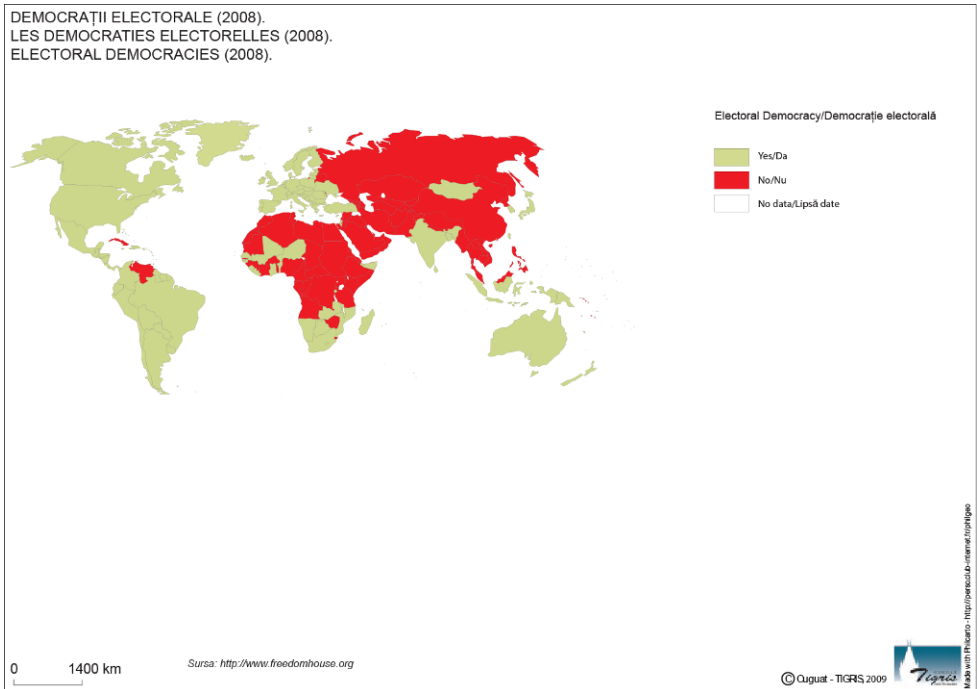 DEMOCRAȚII ELECTORALE (2008).
LES DEMOCRATIES ELECTORELLES (2008).
ELECTORAL DEMOCRACIES (2008).
Electoral Democracy/Democrație electorală
Yes/Da
No/Nu
No data/Lipsă date
0 1400 km
Sursa: http://www.freedomhouse.org
© Cuguat - TIGRIS, 2009
Tigris
Made with Philcarto - http://perso.club-internet.fr/philgeo